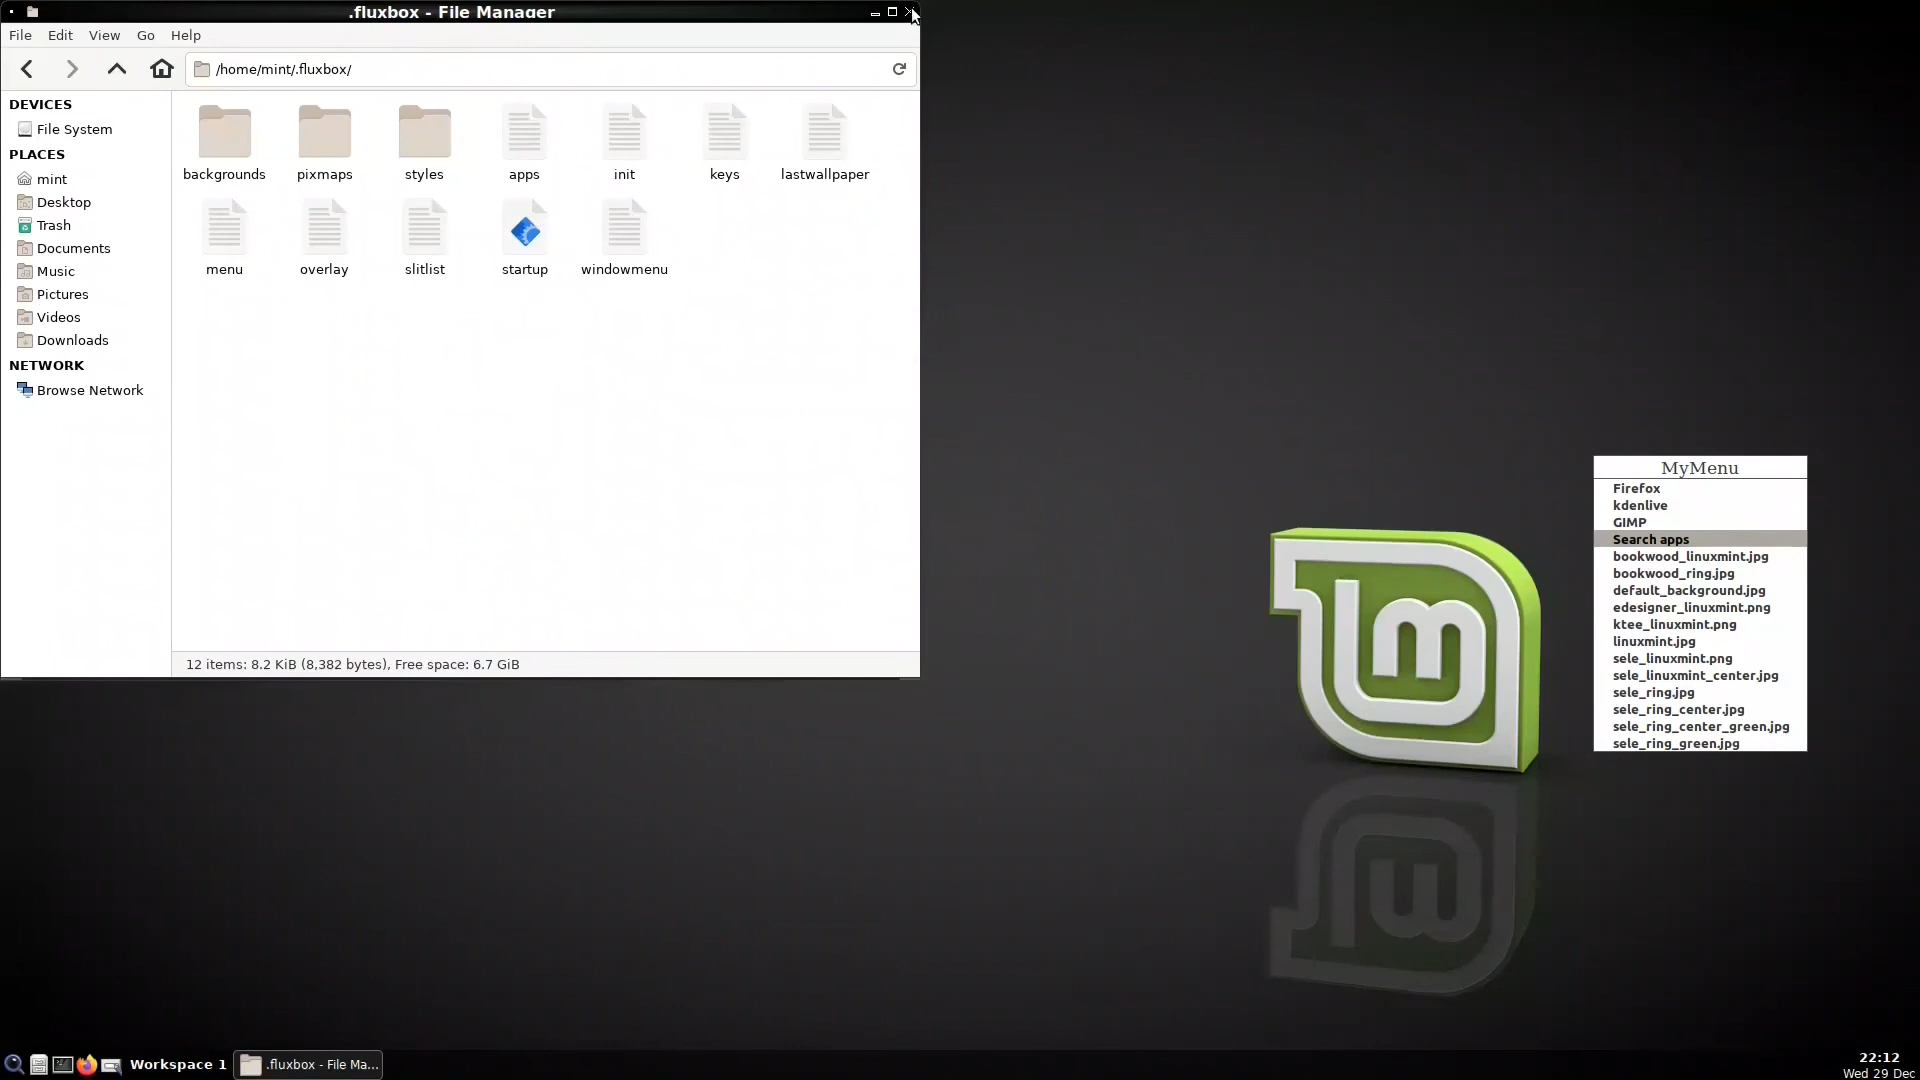 .fluxbox - File Manager
File Edit View Go Help
/home/mint/.fluxbox/
DEVICES
File System
PLACES
mint
Desktop
Trash
Documents
Music
Pictures
Videos
Downloads
NETWORK
Browse Network
backgrounds pixmaps styles apps init keys lastwallpaper
menu overlay slitlist startup windowmenu
12 items: 8.2 KiB (8,382 bytes), Free space: 6.7 GiB
MyMenu
Firefox
kdenlive
GIMP
Search apps
bookwood_linuxmint.jpg
bookwood_ring.jpg
default_background.jpg
edesigner_linuxmint.png
ktee_linuxmint.png
linuxmint.jpg
sele_linuxmint.png
sele_linuxmint_center.jpg
sele_ring.jpg
sele_ring_center.jpg
sele_ring_center_green.jpg
sele_ring_green.jpg
Workspace 1 .fluxbox - File Ma...
22:12
Wed 29 Dec